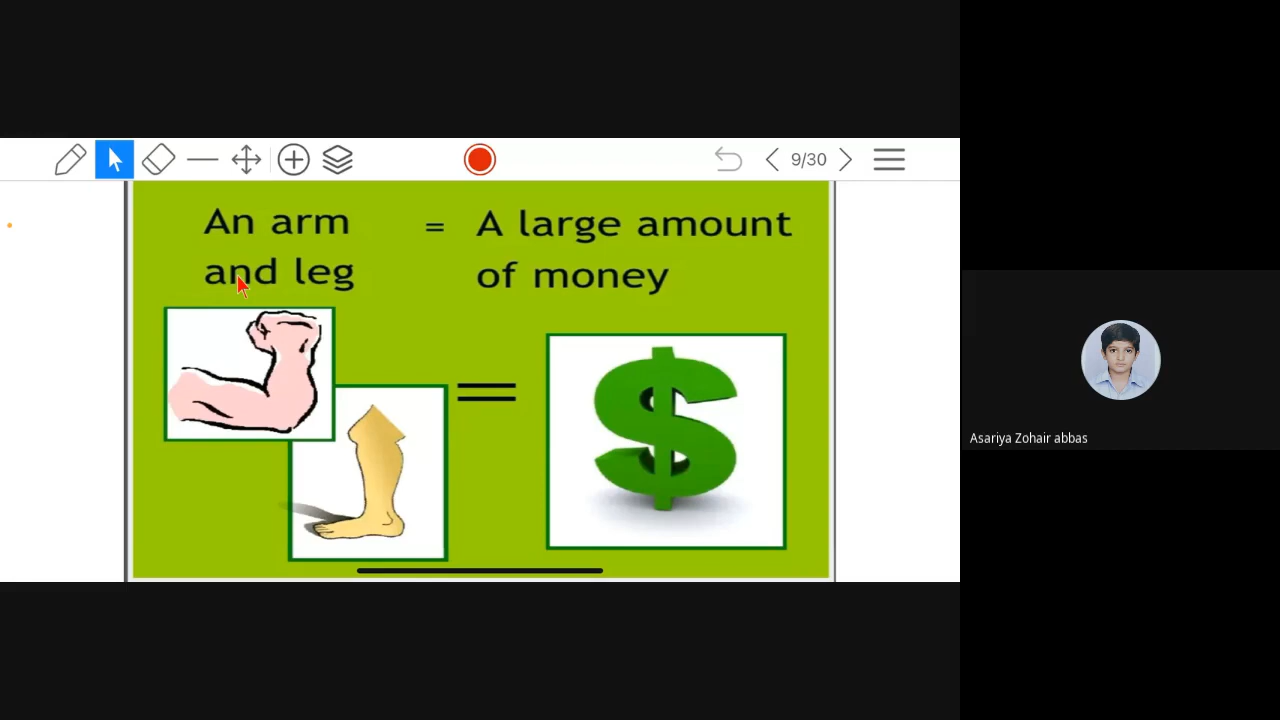 9/30
An arm = A large amount
and leg of money
=
$
Asariya Zohair abbas